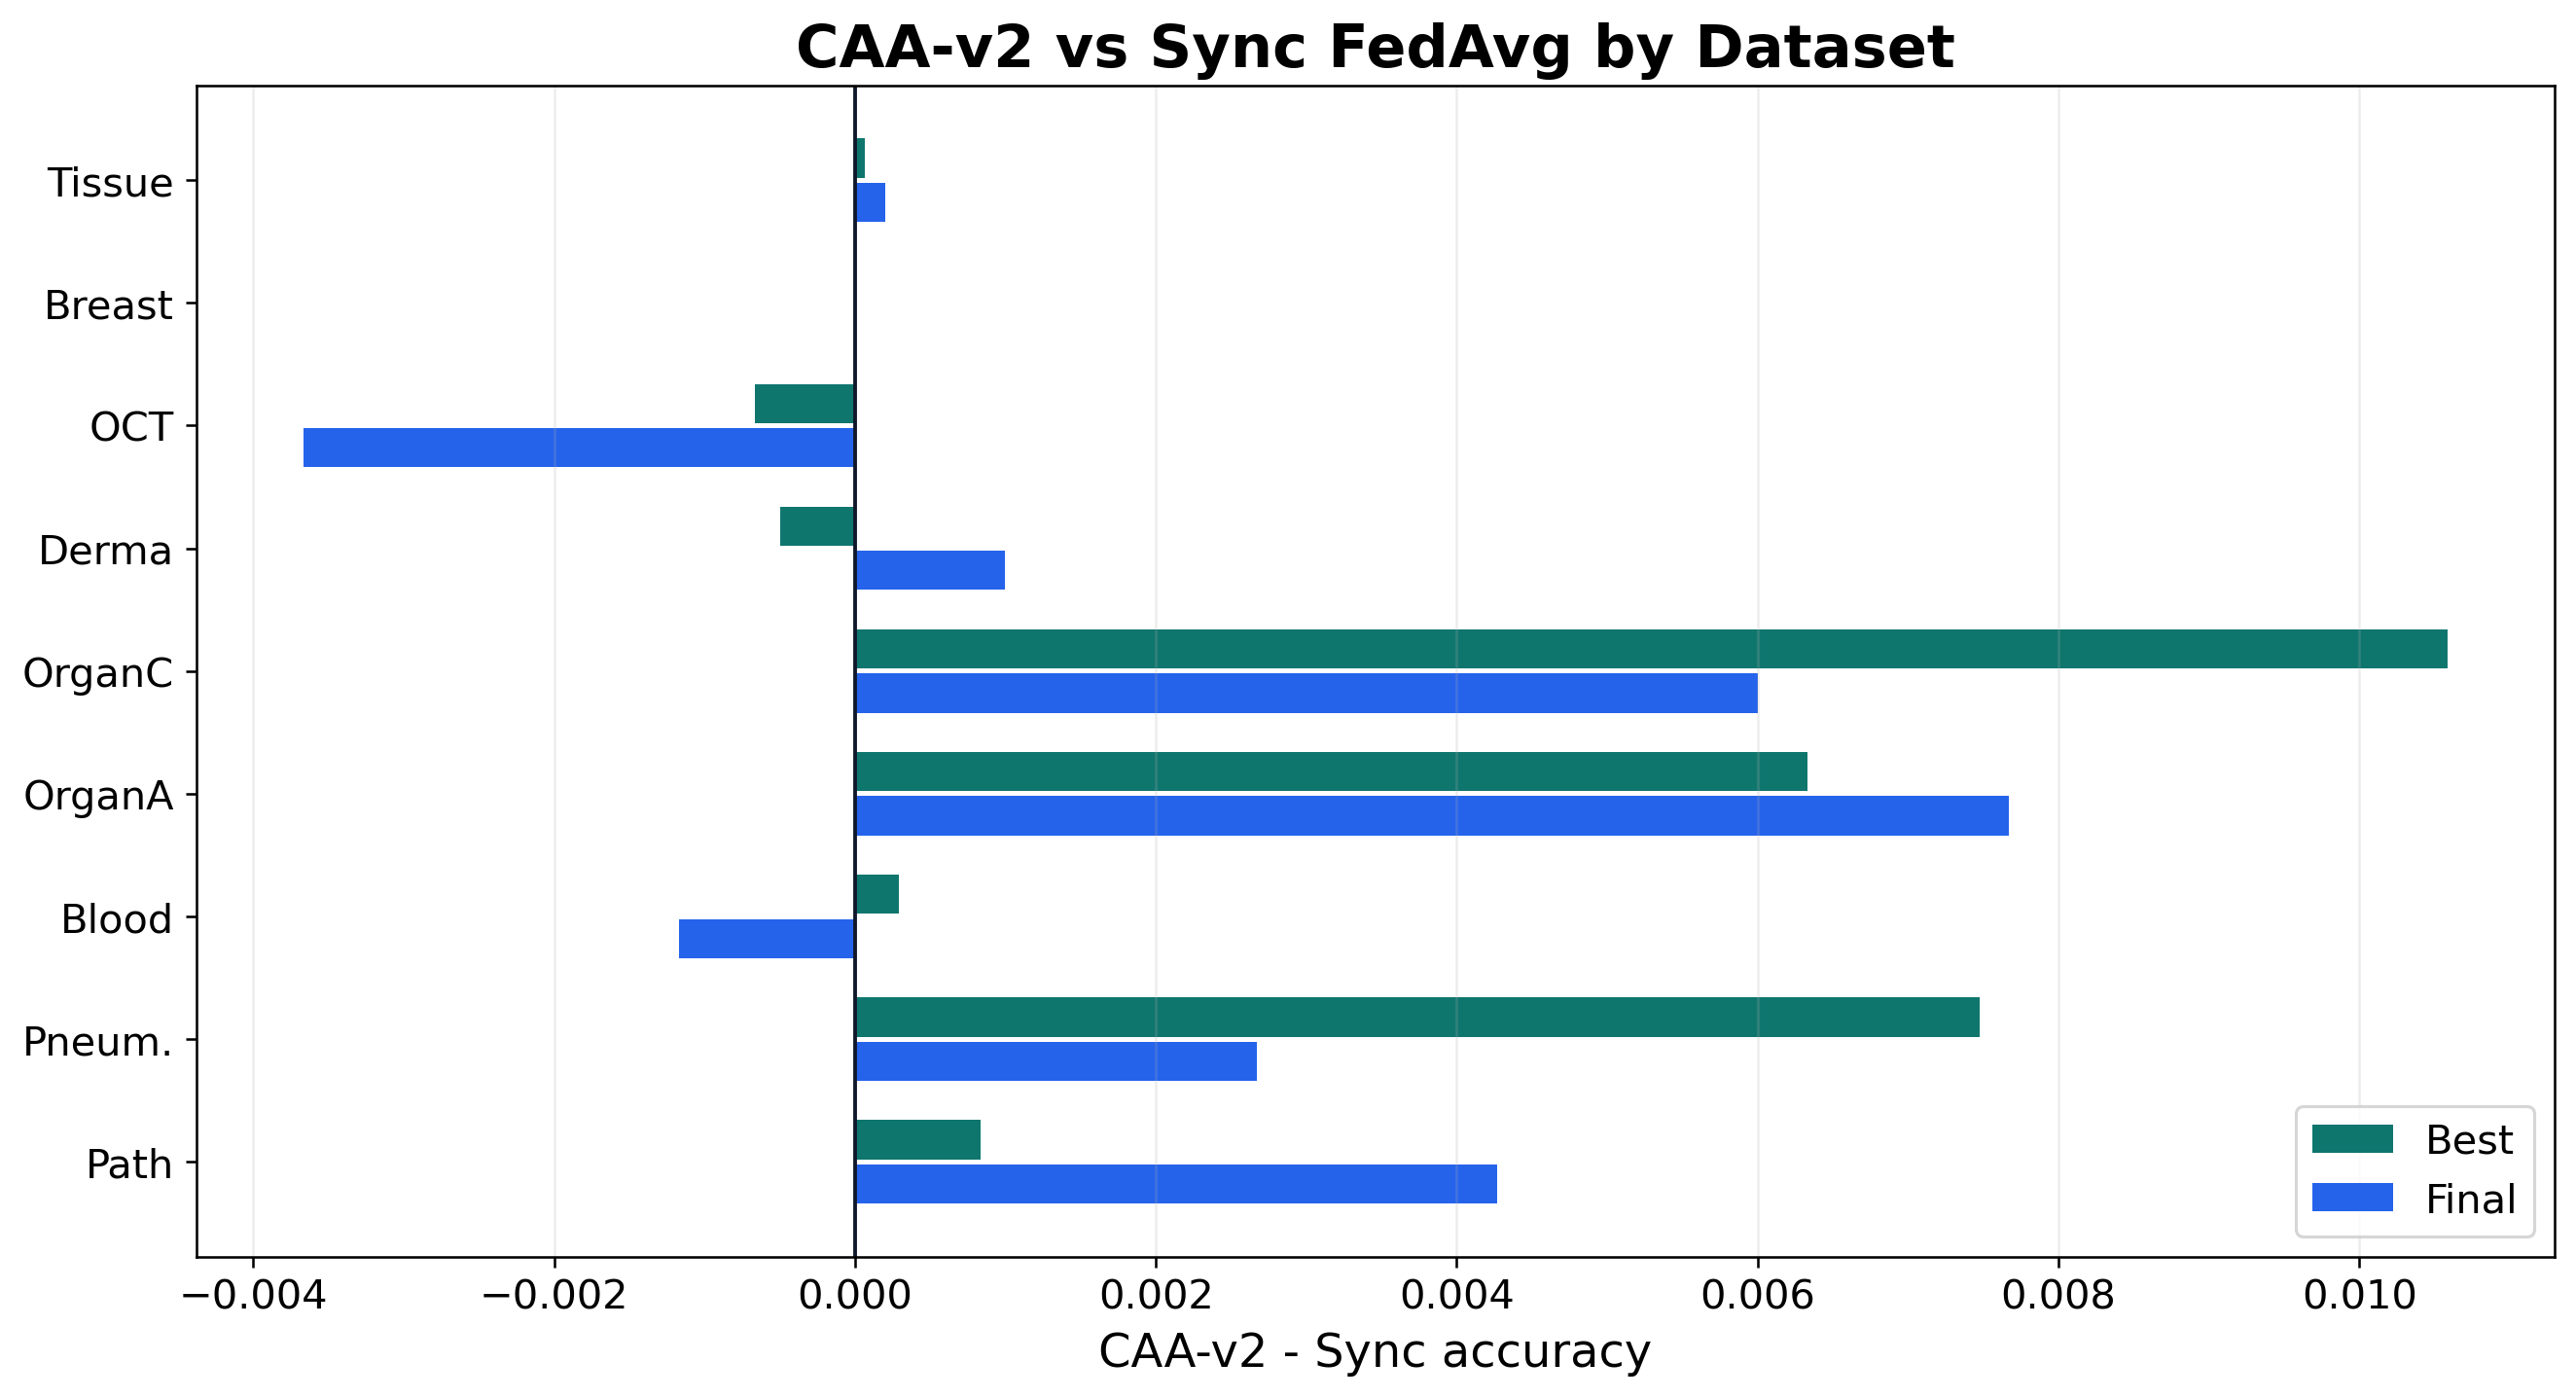 CAA-v2 vs Sync FedAvg by Dataset
Tissue
Breast
OCT
Derma
OrganC
OrganA
Blood
Pneum.
Path
Best
Final
−0.004 −0.002 0.000 0.002 0.004 0.006 0.008 0.010
CAA-v2 - Sync accuracy